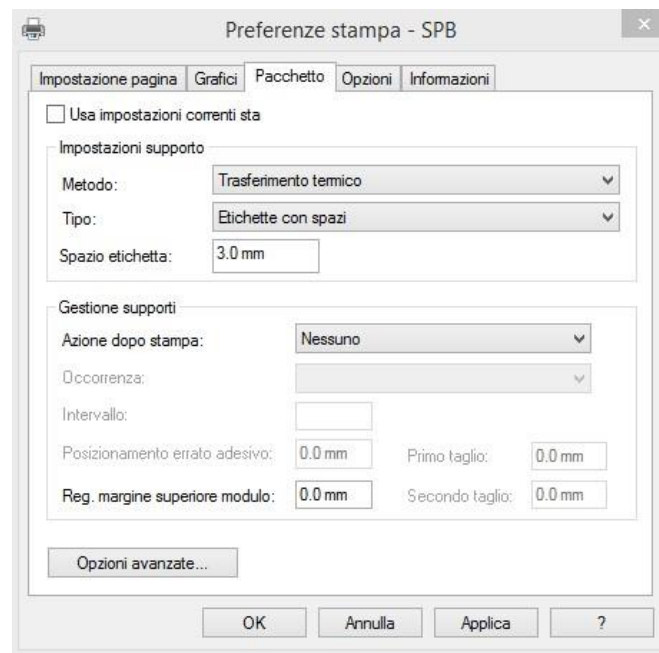 Preferenze stampa - SPB
Impostazione pagina Grafici Pacchetto Opzioni Informazioni
Usa impostazioni correnti sta
Impostazioni supporto
Metodo: Trasferimento termico
Tipo: Etichette con spazi
Spazio etichetta: 3.0 mm
Gestione supporti
Azione dopo stampa: Nessuno
Occorrenza:
Intervallo:
Posizionamento errato adesivo: 0.0 mm Primo taglio: 0.0 mm
Reg. margine superiore modulo: 0.0 mm Secondo taglio: 0.0 mm
Opzioni avanzate...
OK Annulla Applica ?